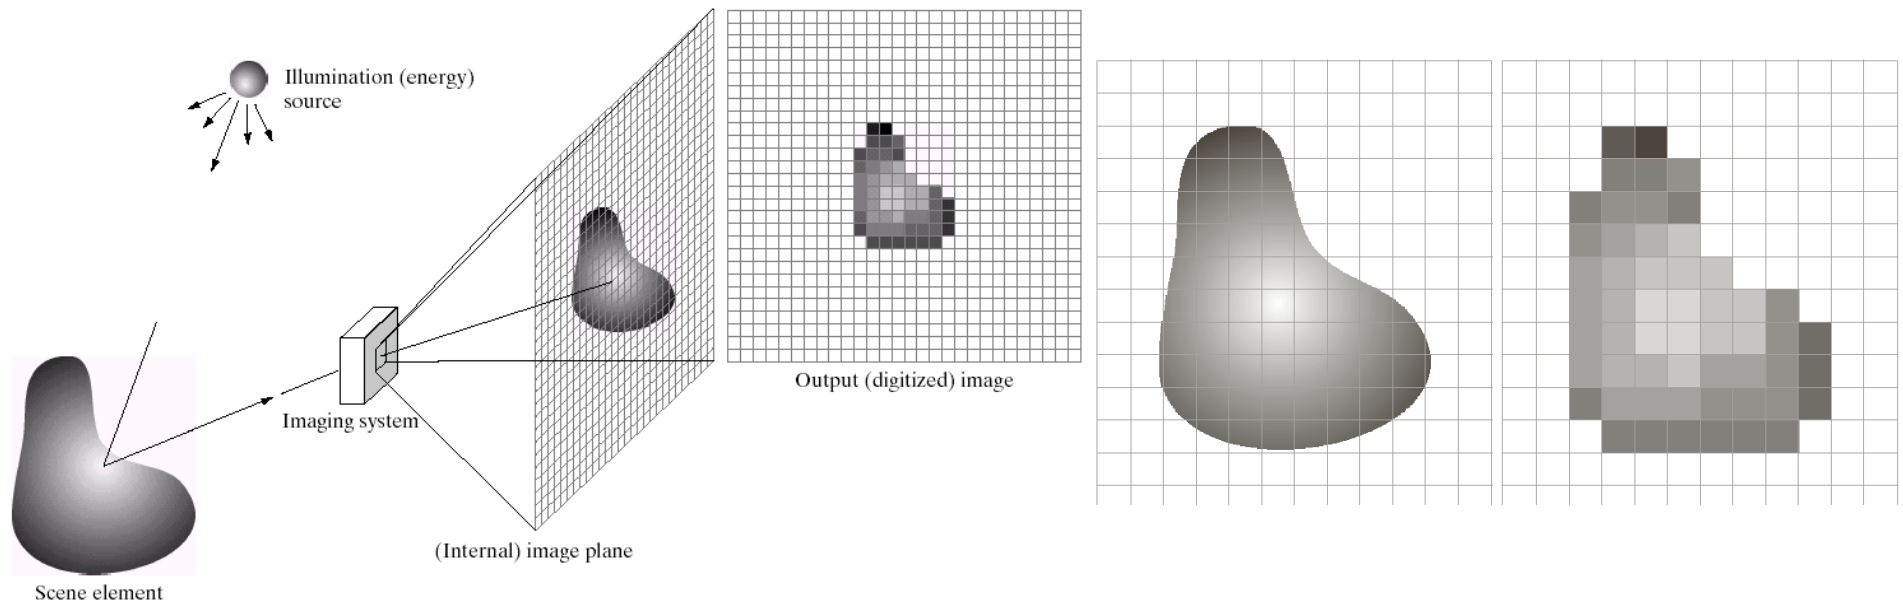 Illumination (energy)
source
Output (digitized) image
Imaging system
(Internal) image plane
Scene element